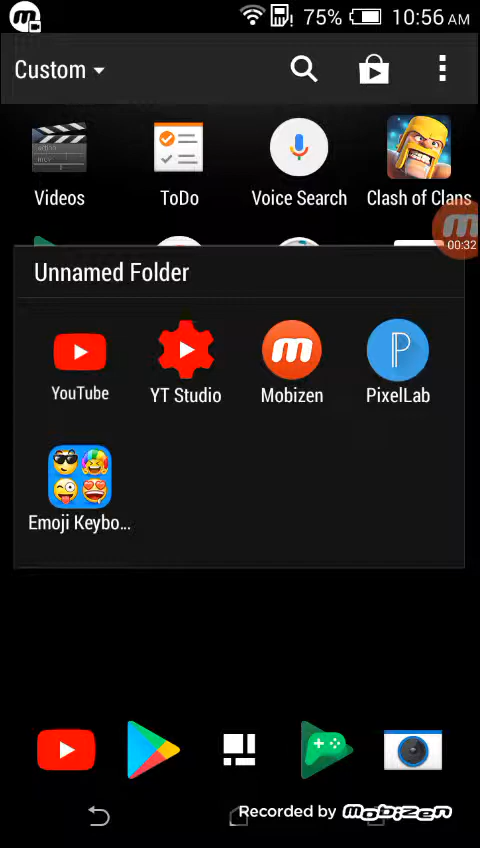 75% 10:56 AM
Custom
Videos ToDo Voice Search Clash of Clans
00:32
Unnamed Folder
YouTube YT Studio Mobizen PixelLab
Emoji Keybo...
Recorded by Mobizen